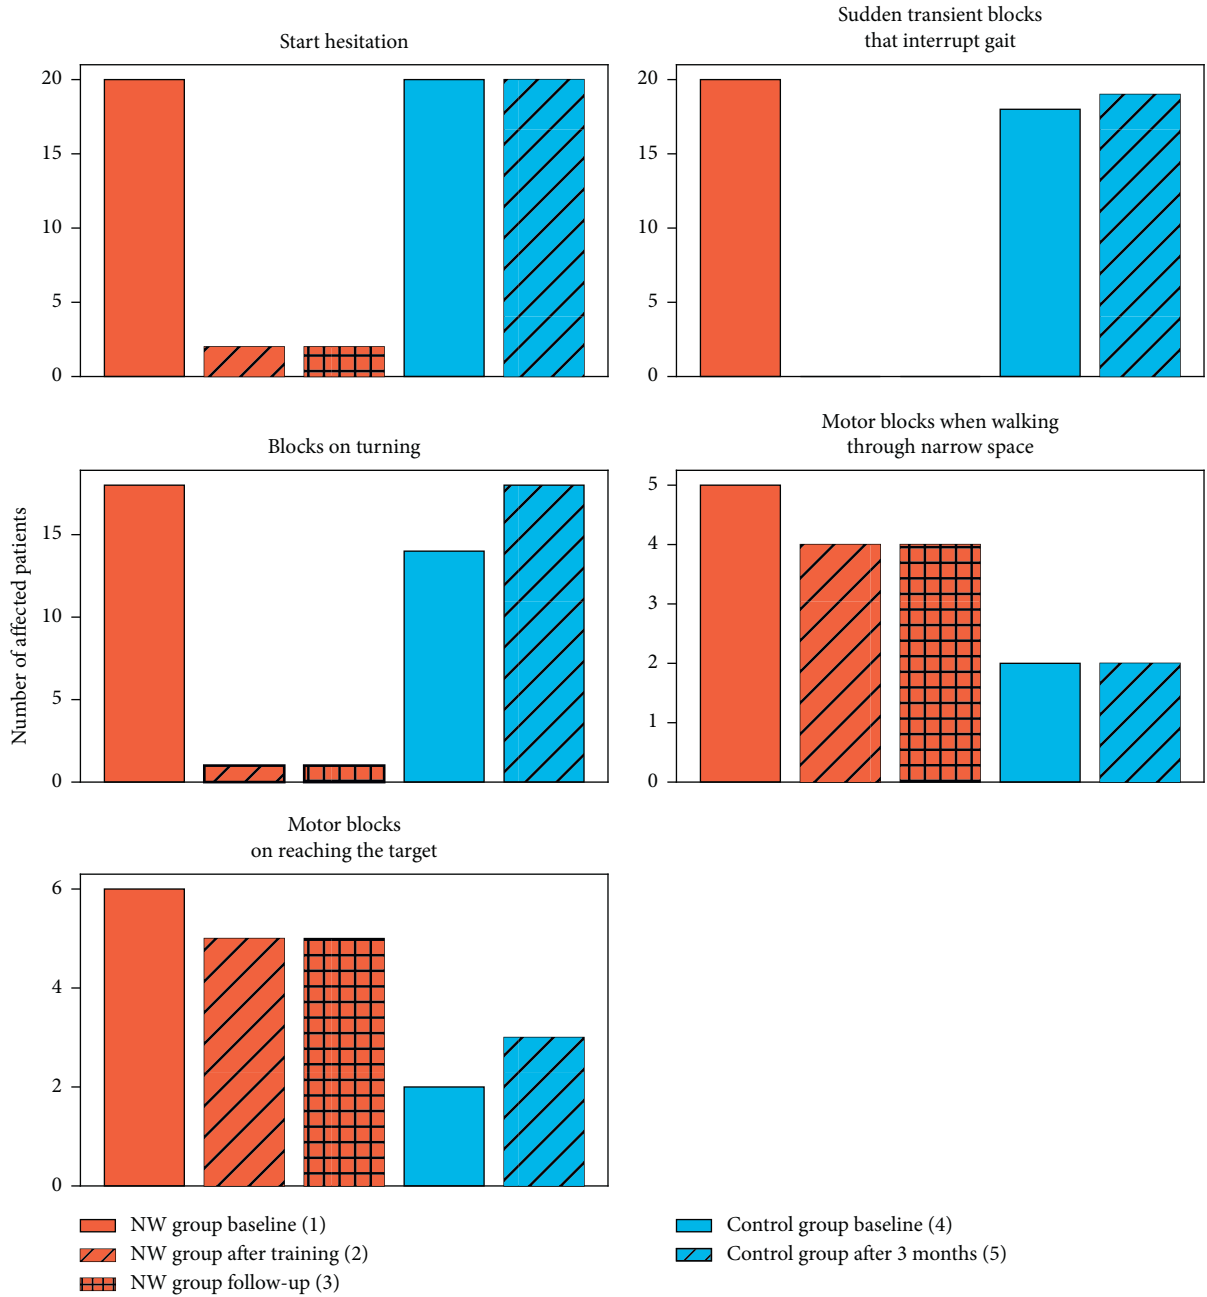 Start hesitation
20
15
10
5
0
Sudden transient blocks
that interrupt gait
20
15
10
5
0
Number of affected patients
Blocks on turning
15
10
5
0
Motor blocks when walking
through narrow space
5
4
3
2
1
0
Motor blocks
on reaching the target
6
4
2
0
NW group baseline (1)
NW group after training (2)
NW group follow-up (3)
Control group baseline (4)
Control group after 3 months (5)